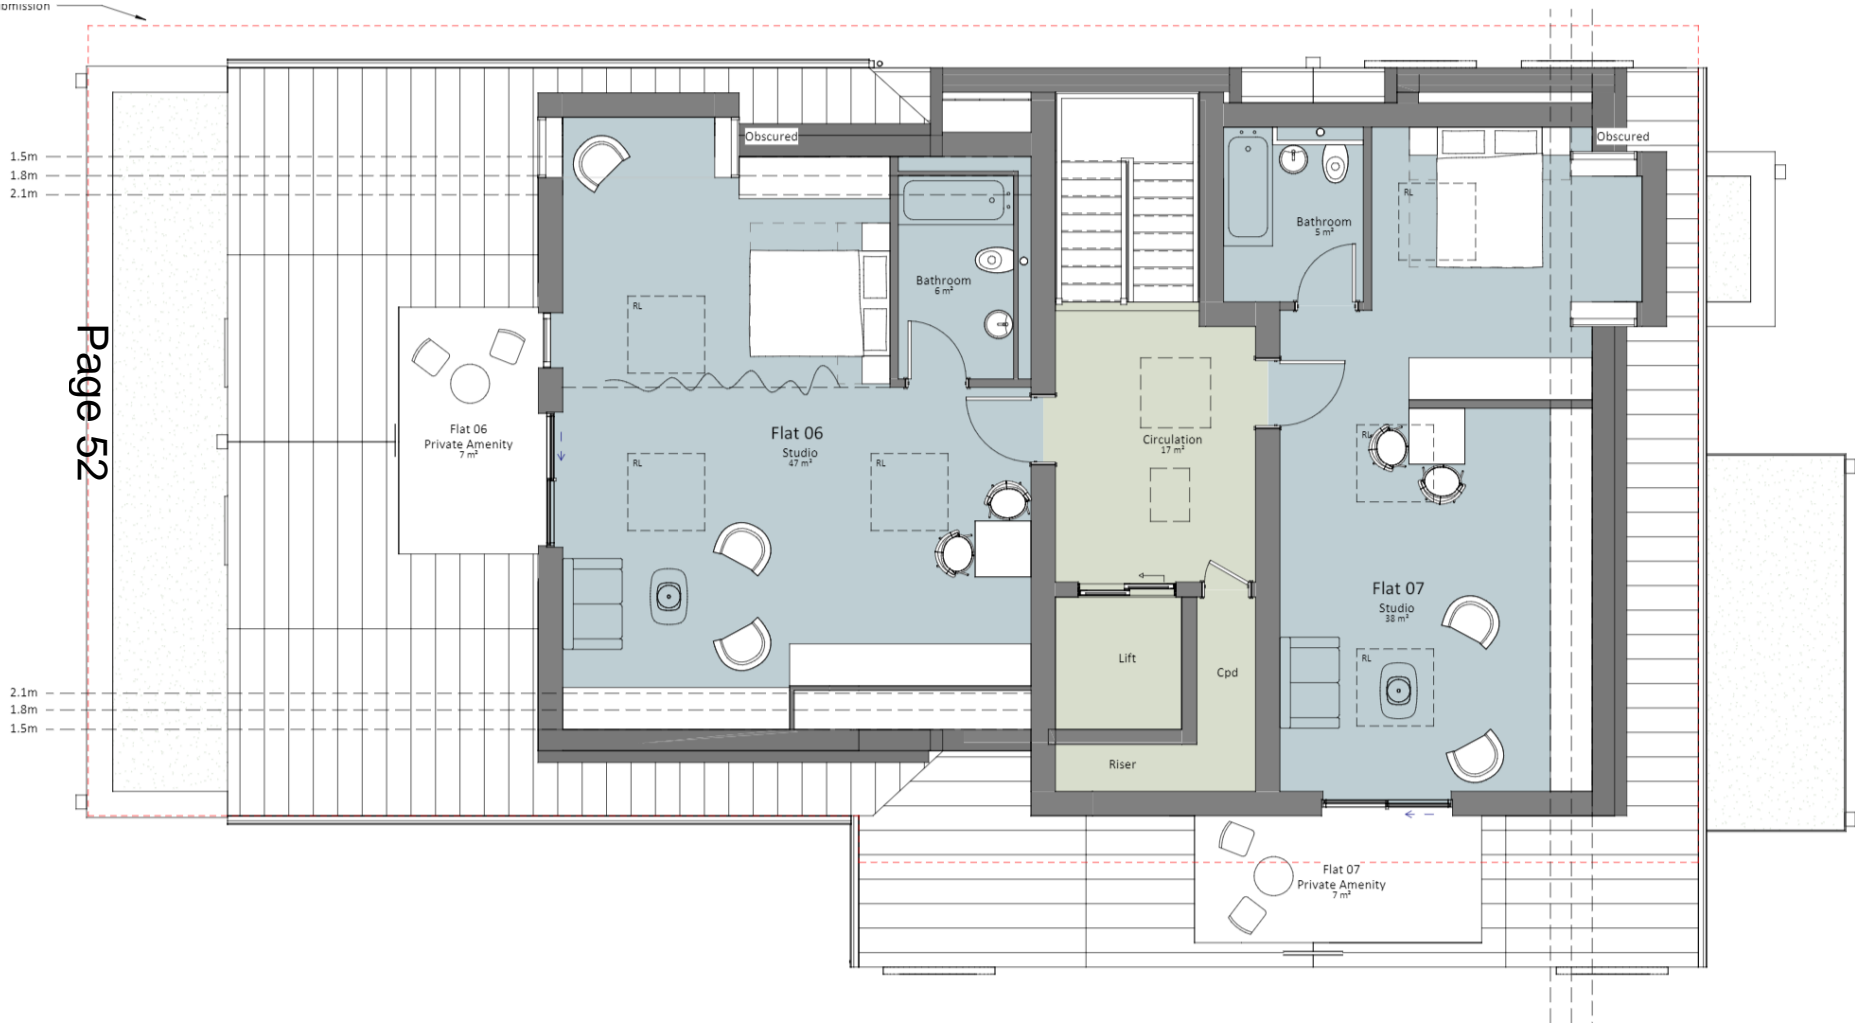 bmission
Obscured
Obscured
1.5m
1.8m
2.1m
RL
Bathroom
5 m²
RL
Bathroom
6 m²
RL
Page 52
Flat 06
Private Amenity
7 m²
Flat 06
Studio
47 m²
Circulation
17 m²
RL
RL
RL
Flat 07
Studio
38 m²
Lift
Cpd
RL
2.1m
1.8m
1.5m
Riser
Flat 07
Private Amenity
7 m²